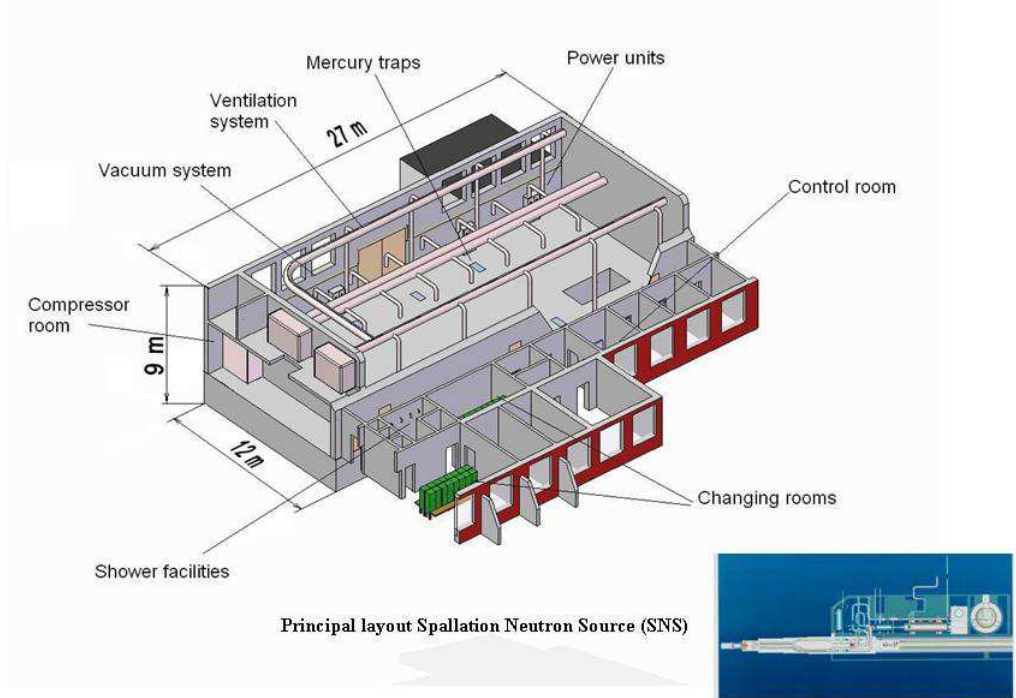 Mercury traps
Power units
Ventilation
system
27 m
Vacuum system
Control room
Compressor
room
9 m
12 m
Changing rooms
Shower facilities
Principal layout Spallation Neutron Source (SNS)